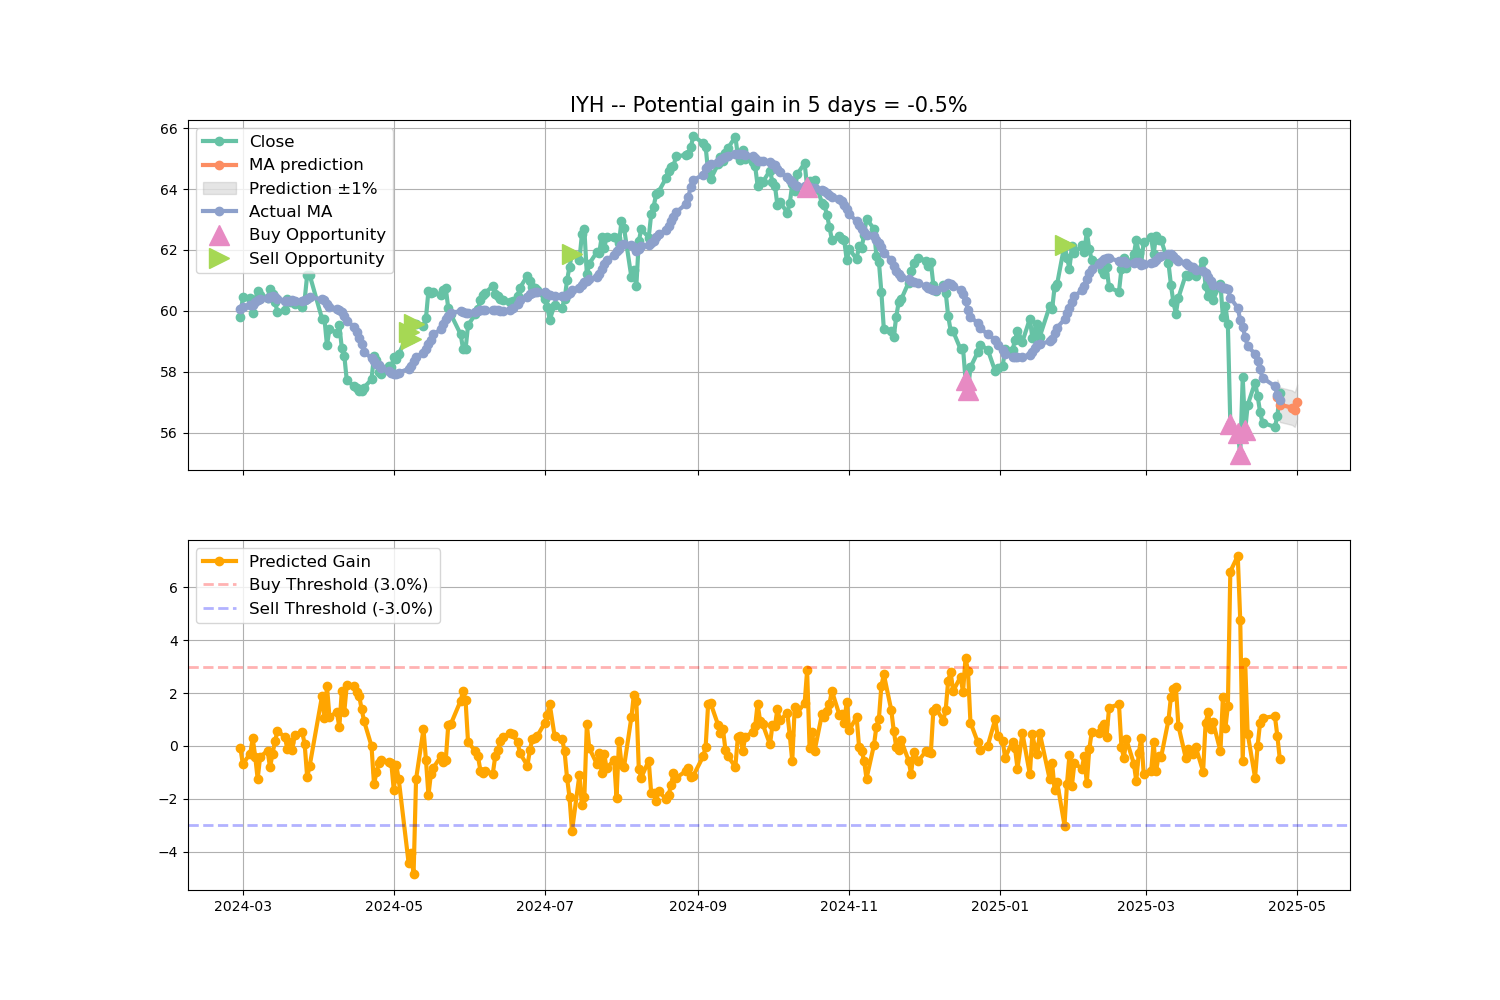 IYH -- Potential gain in 5 days = -0.5%
66
64
62
60
58
56
Close
MA prediction
Prediction ±1%
Actual MA
Buy Opportunity
Sell Opportunity
6
4
2
0
−2
−4
Predicted Gain
Buy Threshold (3.0%)
Sell Threshold (-3.0%)
2024-03 2024-05 2024-07 2024-09 2024-11 2025-01 2025-03 2025-05